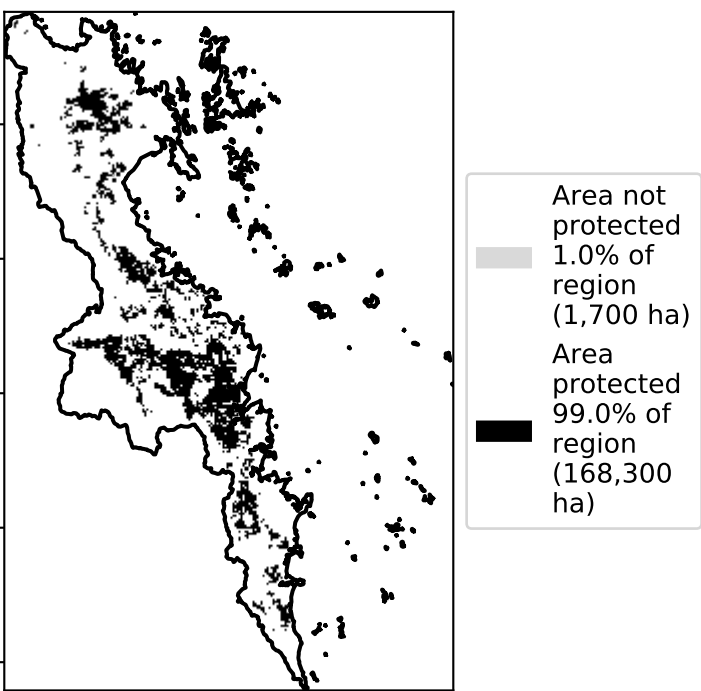 Area not
protected
1.0% of
region
(1,700 ha)
Area
protected
99.0% of
region
(168,300
ha)